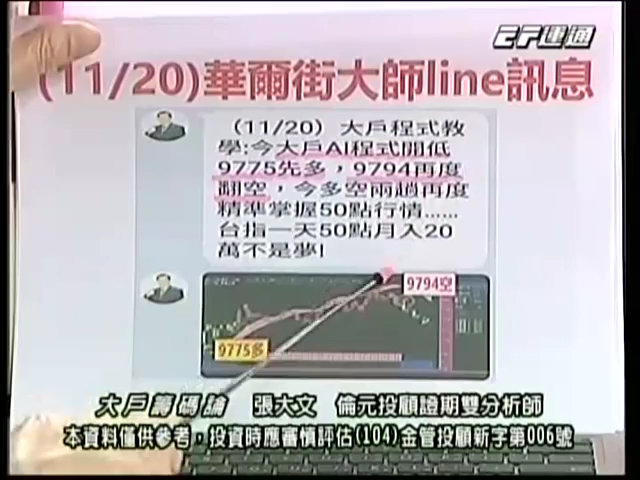 CT建通
(11/20)華爾街大師line訊息
(11/20) 大戶程式教
學:今大戶AI程式開低
9775先多，9794再度
翻空，今多空兩趟再度
精準掌握50點行情......
台指一天50點月入20
萬不是夢!
9794空
9775多
大戶籌碼論 張大文 倫元投顧證期雙分析師
本資料僅供參考，投資時應審慎評估(104)金管投顧新字第006號